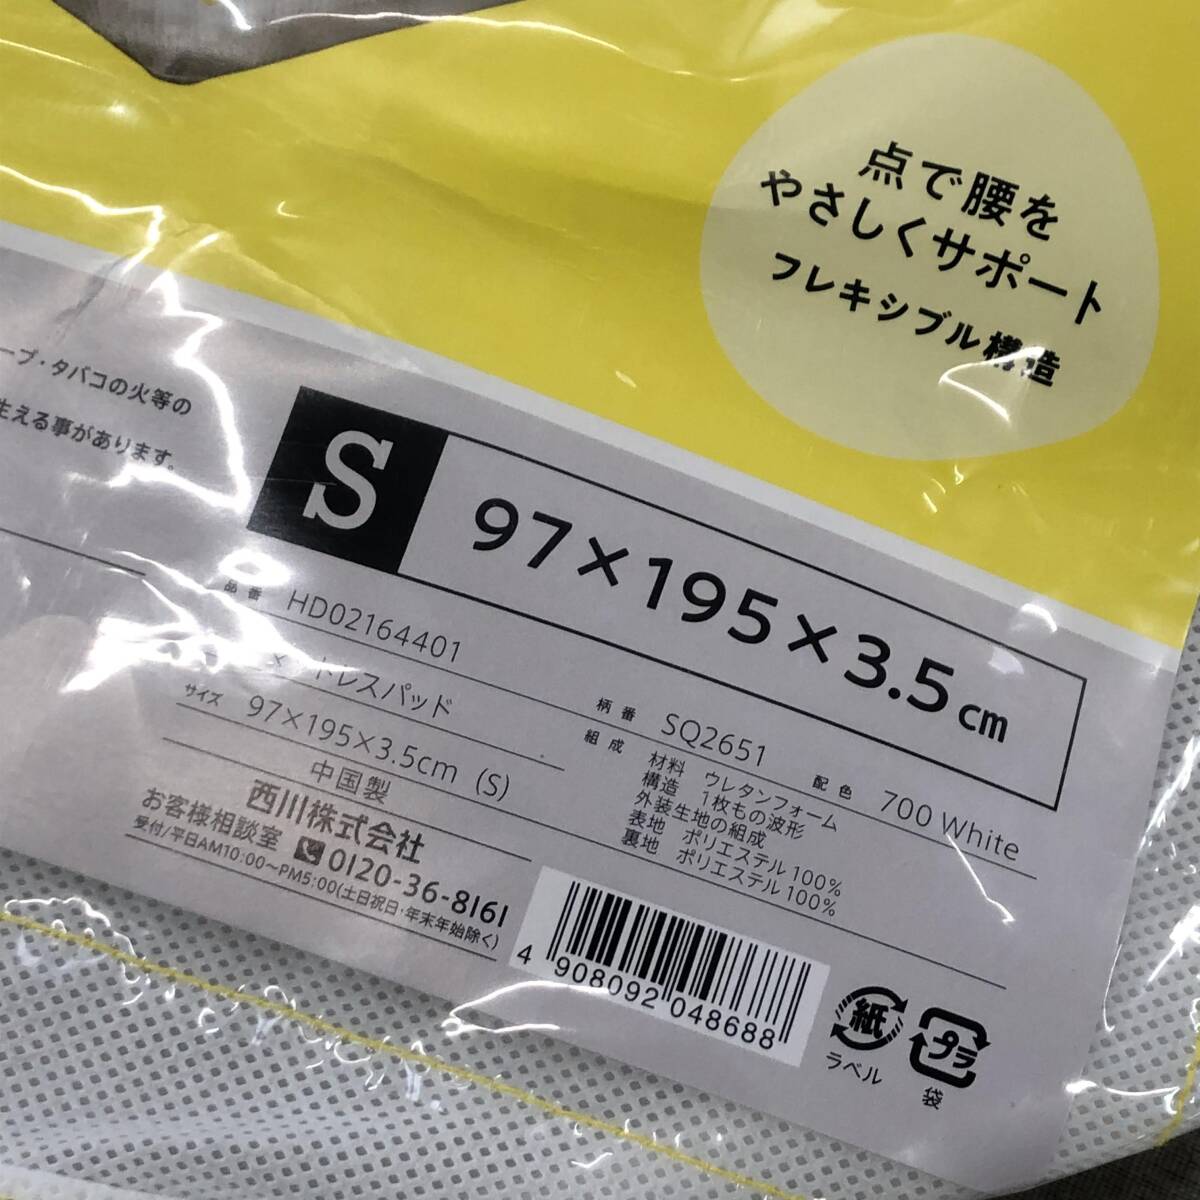 点で腰を
やさしくサポート
フレキシブル構造
ープ・タバコの火等の
生える事があります。
S 97×195×3.5cm
品番 HD02164401
トレスパッド
サイズ 97×195×3.5cm (S)
中国製
西川株式会社
お客様相談室 0120-36-8161
受付/平日AM10:00〜PM5:00(土日祝日・年末年始除く)
柄番 SQ2651 配色 700 White
組成 材料 ウレタンフォーム
構造 1枚もの波形
外装生地の組成
表地 ポリエステル100%
裏地 ポリエステル100%
4 908092 048688
紙
ラベル
プラ
袋